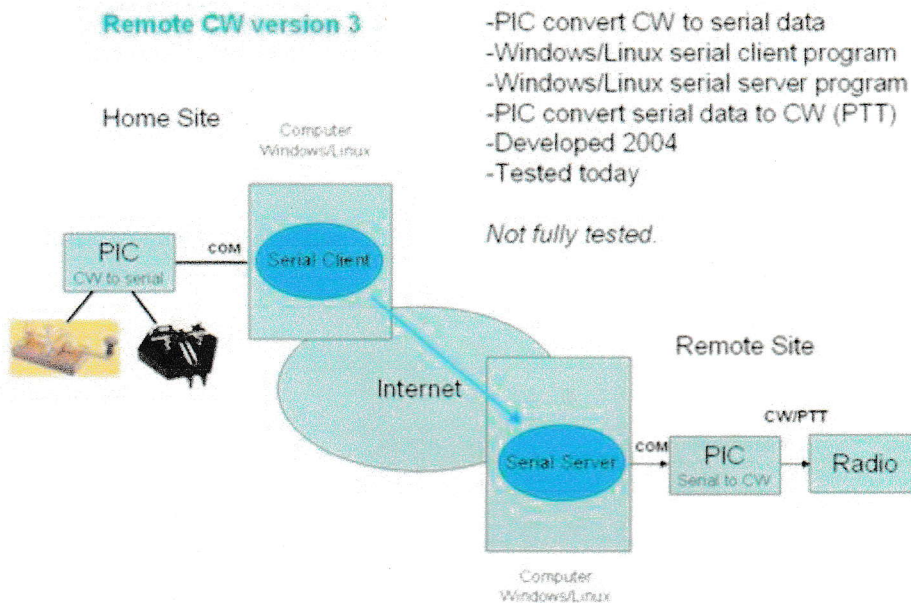 Remote CW version 3
-PIC convert CW to serial data
-Windows/Linux serial client program
-Windows/Linux serial server program
-PIC convert serial data to CW (PTT)
-Developed 2004
-Tested today
Not fully tested.
Home Site
Computer
Windows/Linux
PIC
CW to serial
COM
Serial Client
Internet
Remote Site
Serial Server
COM
PIC
Serial to CW
CW/PTT
Radio
Computer
Windows/Linux